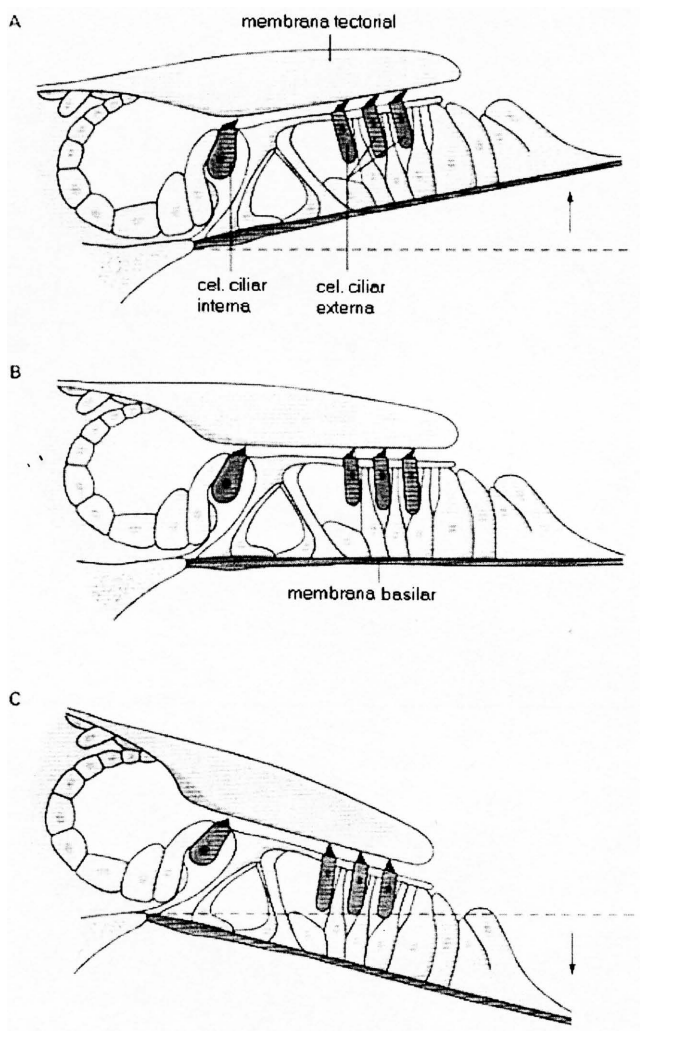 A
membrana tectorial
cel. ciliar
interna
cel. ciliar
externa
B
membrana basilar
C